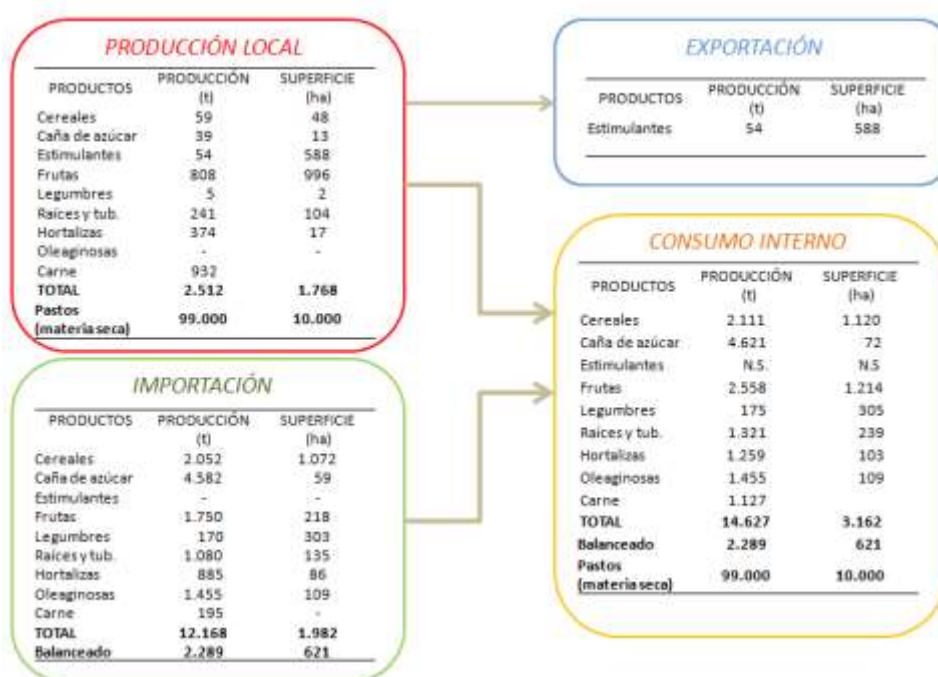 PRODUCCIÓN LOCAL
PRODUCTOS PRODUCCIÓN (t) SUPERFICIE (ha)
Cereales 59 48
Caña de azúcar 39 13
Estimulantes 54 588
Frutas 808 996
Legumbres 5 2
Raíces y tub. 241 104
Hortalizas 374 17
Oleaginosas - -
Carne 932
TOTAL 2.512 1.768
Pastos (materia seca) 99.000 10.000
EXPORTACIÓN
PRODUCTOS PRODUCCIÓN (t) SUPERFICIE (ha)
Estimulantes 54 588
IMPORTACIÓN
PRODUCTOS PRODUCCIÓN (t) SUPERFICIE (ha)
Cereales 2.052 1.072
Caña de azúcar 4.582 59
Estimulantes - -
Frutas 1.750 218
Legumbres 170 303
Raíces y tub. 1.080 135
Hortalizas 885 86
Oleaginosas 1.455 109
Carne 195 -
TOTAL 12.168 1.982
Balanceado 2.289 621
CONSUMO INTERNO
PRODUCTOS PRODUCCIÓN (t) SUPERFICIE (ha)
Cereales 2.111 1.120
Caña de azúcar 4.621 72
Estimulantes N.S. N.S
Frutas 2.558 1.214
Legumbres 175 305
Raíces y tub. 1.321 239
Hortalizas 1.259 103
Oleaginosas 1.455 109
Carne 1.127
TOTAL 14.627 3.162
Balanceado 2.289 621
Pastos (materia seca) 99.000 10.000